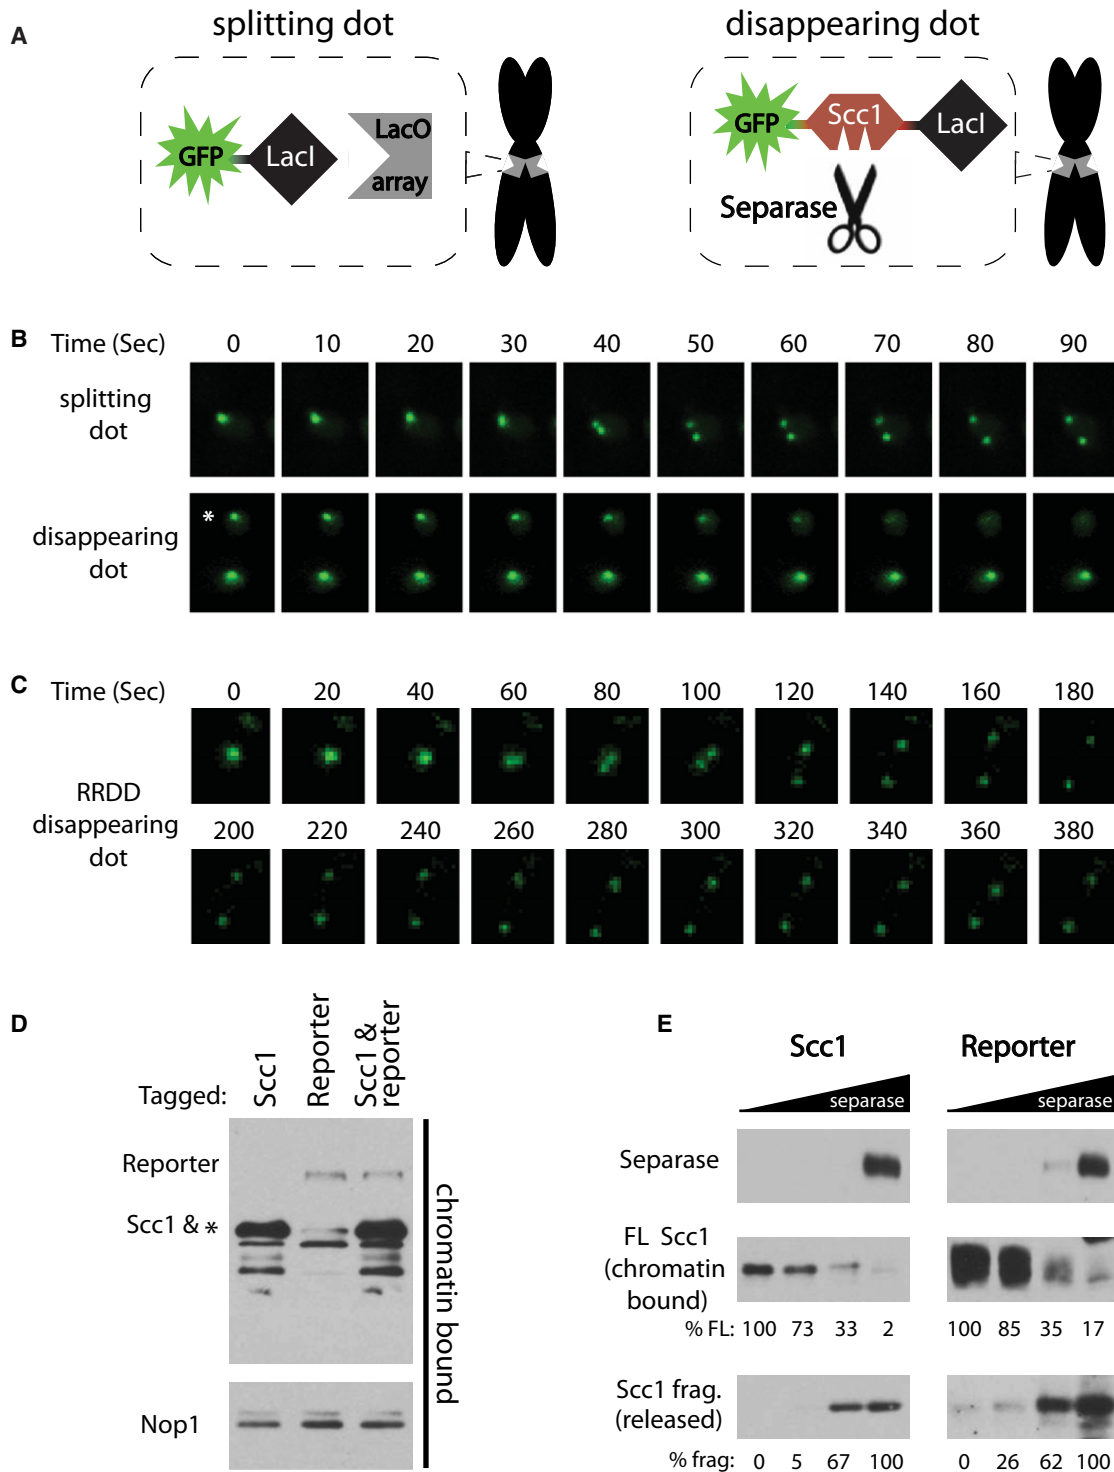 A
splitting dot
disappearing dot
GFP
LacI
LacO
array
GFP
Scc1
LacI
Separase
B
Time (Sec) 0 10 20 30 40 50 60 70 80 90
splitting
dot
*
disappearing
dot
C
Time (Sec) 0 20 40 60 80 100 120 140 160 180
RRDD
disappearing
dot
200 220 240 260 280 300 320 340 360 380
D
Tagged:
Scc1
Reporter
Scc1 &
reporter
Reporter
Scc1 & *
Nop1
chromatin bound
E
Scc1 Reporter
separase separase
Separase
FL Scc1
(chromatin
bound)
% FL: 100 73 33 2 100 85 35 17
Scc1 frag.
(released)
% frag: 0 5 67 100 0 26 62 100